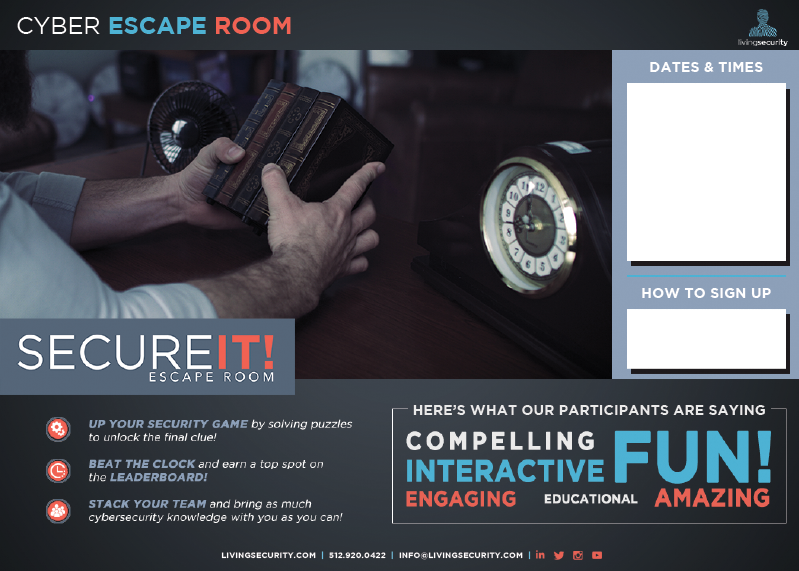 CYBER ESCAPE ROOM
livingsecurity
DATES & TIMES
HOW TO SIGN UP
SECUREIT!
ESCAPE ROOM
UP YOUR SECURITY GAME by solving puzzles
to unlock the final clue!
BEAT THE CLOCK and earn a top spot on
the LEADERBOARD!
STACK YOUR TEAM and bring as much
cybersecurity knowledge with you as you can!
HERE'S WHAT OUR PARTICIPANTS ARE SAYING
COMPELLING
INTERACTIVE FUN!
ENGAGING EDUCATIONAL AMAZING
LIVINGSECURITY.COM | 512.920.0422 | INFO@LIVINGSECURITY.COM |